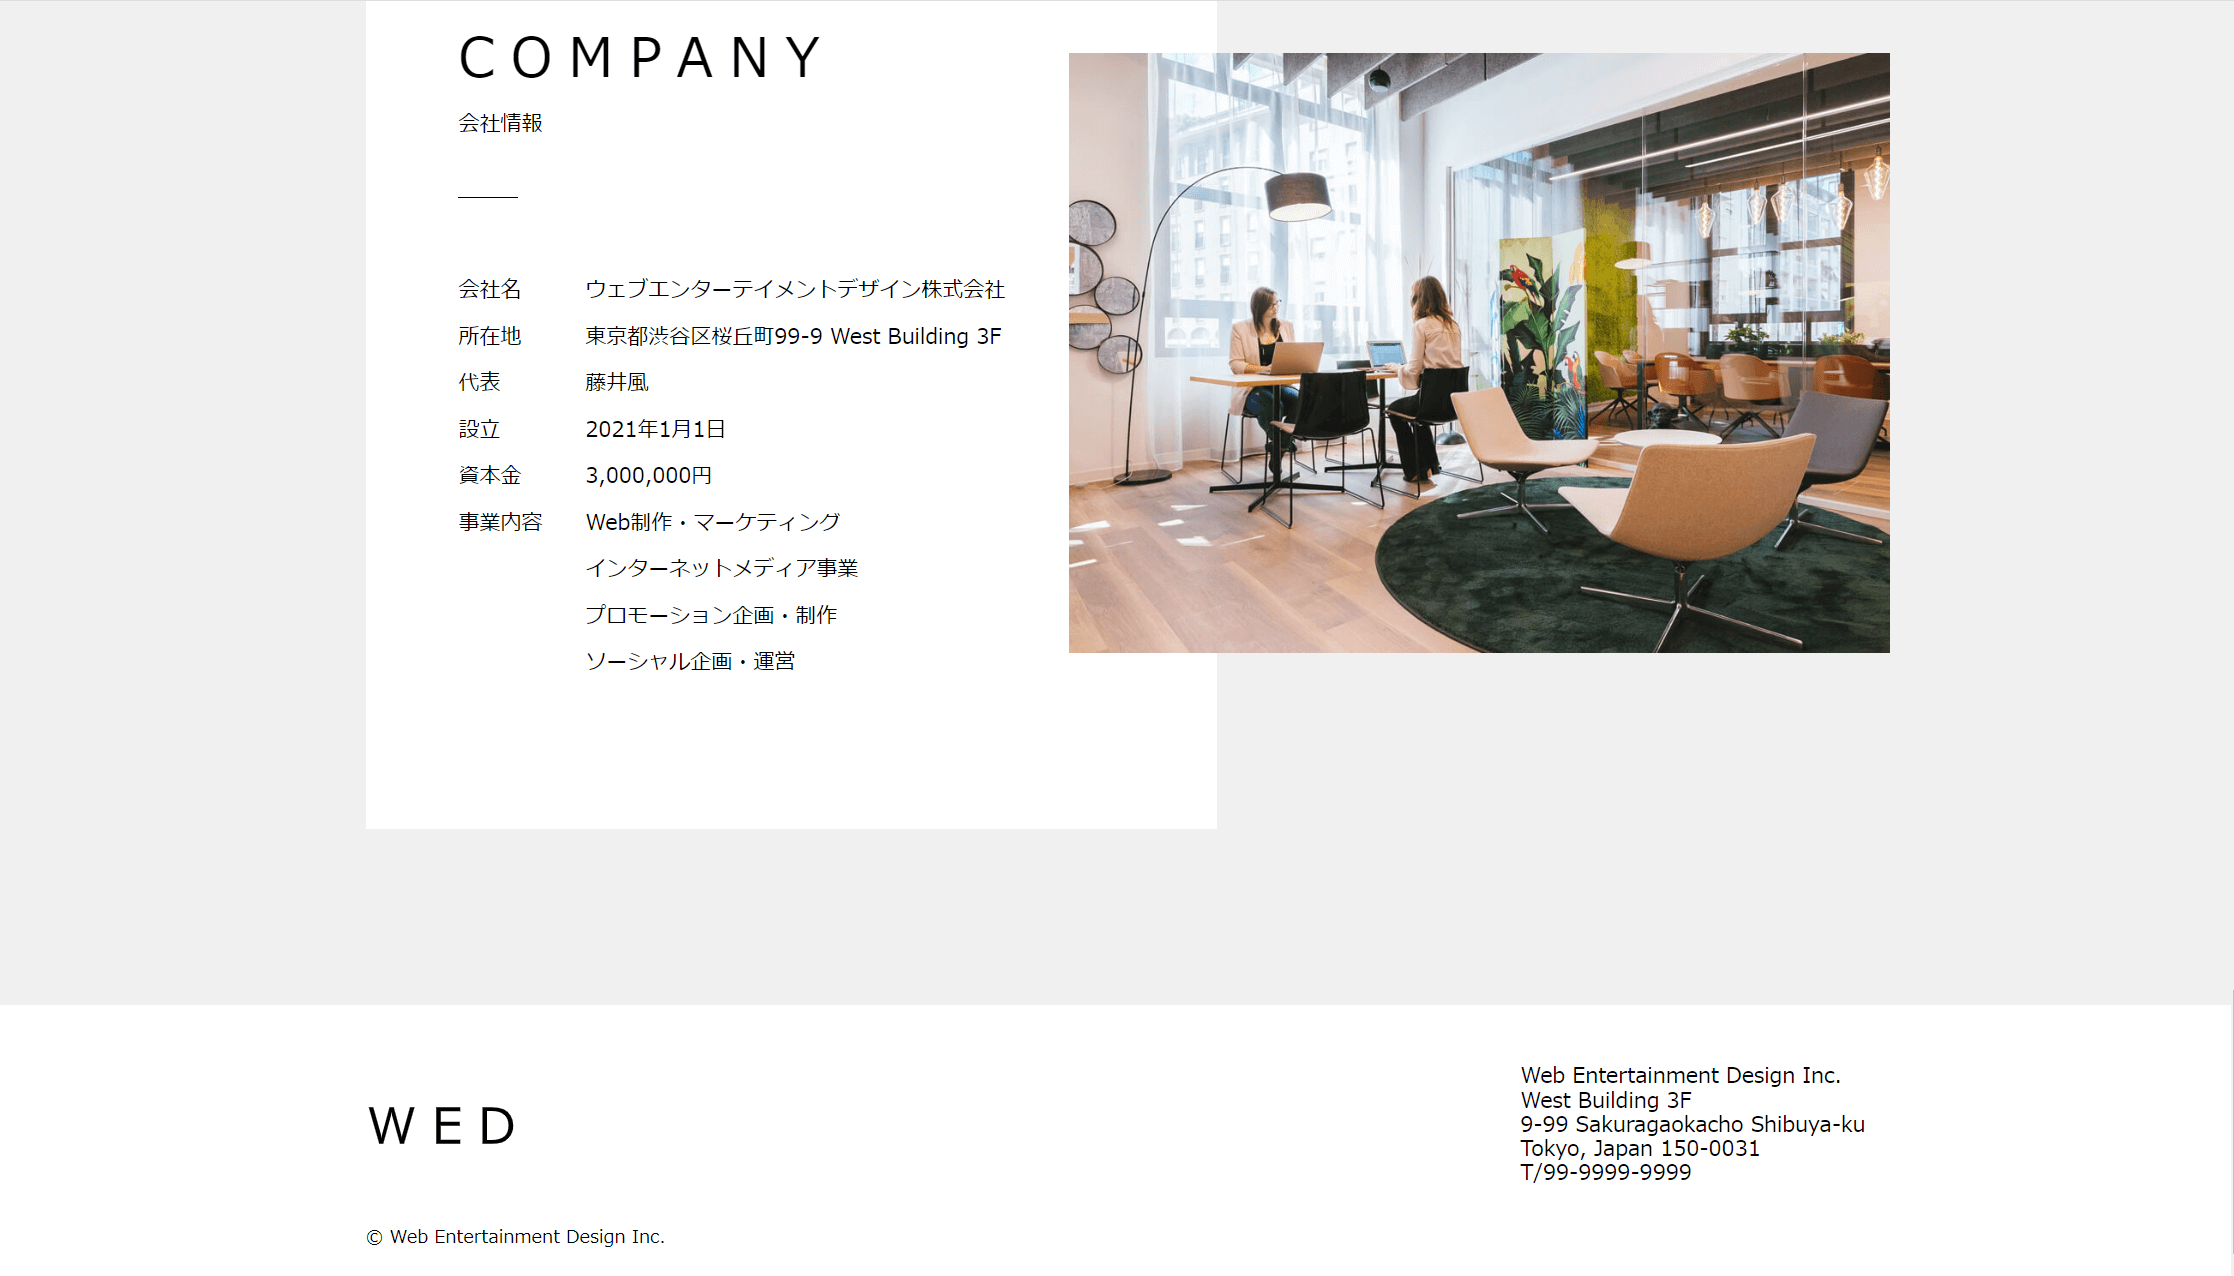 COMPANY
会社情報
会社名 ウェブエンターテイメントデザイン株式会社
所在地 東京都渋谷区桜丘町99-9 West Building 3F
代表 藤井風
設立 2021年1月1日
資本金 3,000,000円
事業内容 Web制作・マーケティング
インターネットメディア事業
プロモーション企画・制作
ソーシャル企画・運営
WED
Web Entertainment Design Inc.
West Building 3F
9-99 Sakuragaokacho Shibuya-ku
Tokyo, Japan 150-0031
T/99-9999-9999
© Web Entertainment Design Inc.